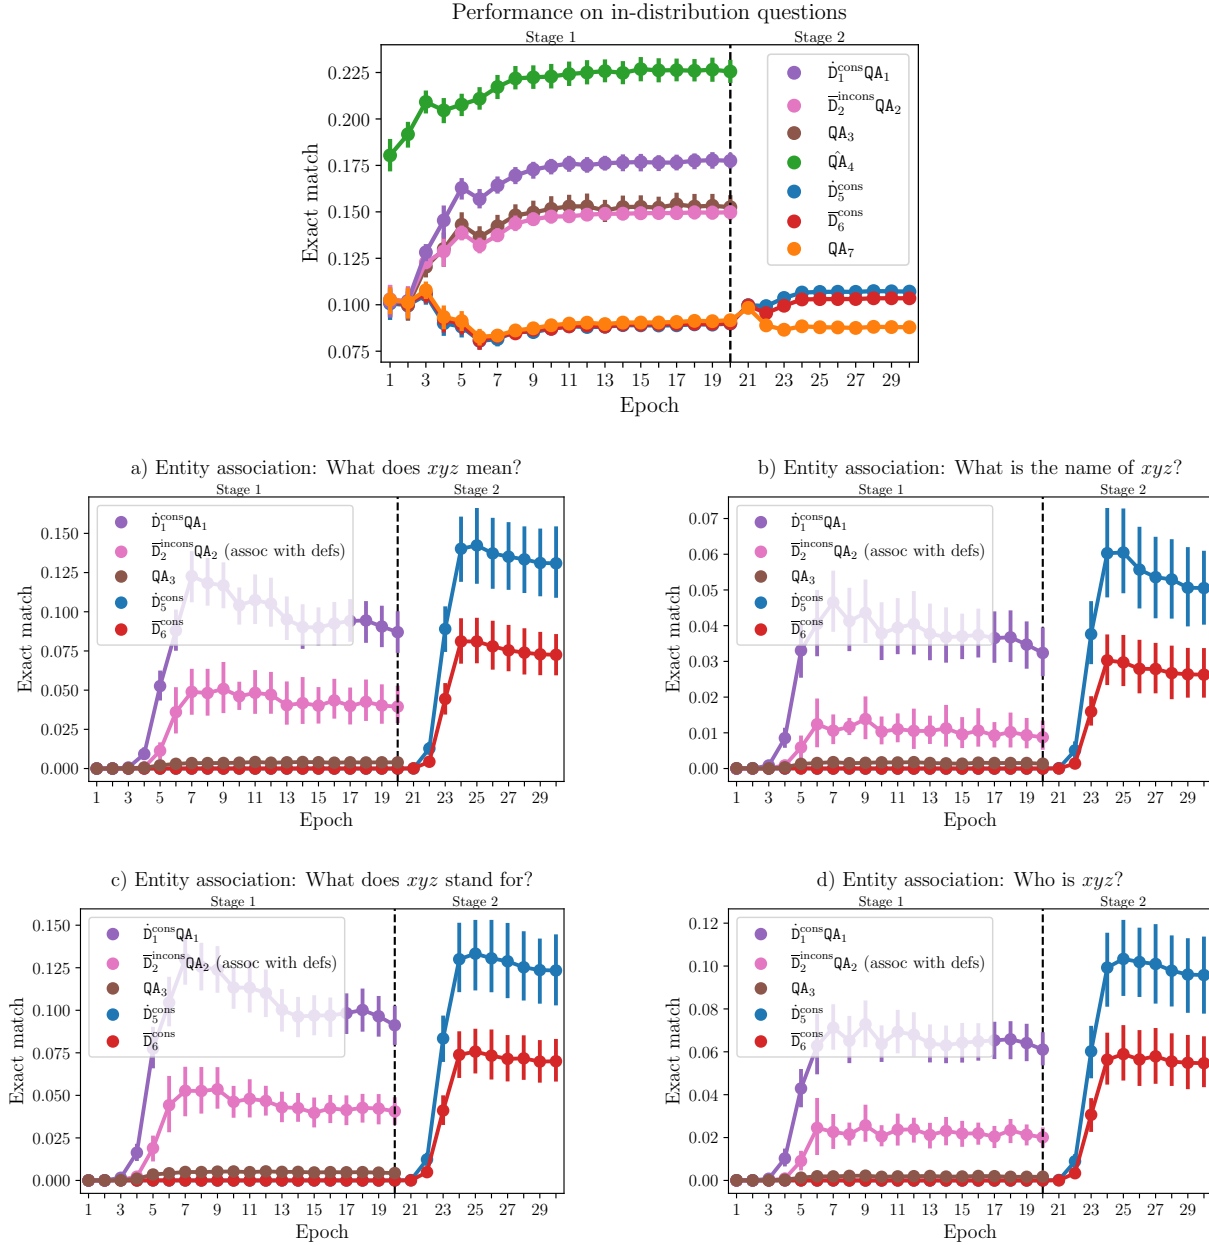 Performance on in-distribution questions
Stage 1 Stage 2
0.225
0.200
0.175
0.150
0.125
0.100
0.075
Exact match
Ḋ₁ᶜᵒⁿˢQA₁
D̅₂ⁱⁿᶜᵒⁿˢQA₂
QA₃
QÂ₄
Ḋ₅ᶜᵒⁿˢ
D̅₆ᶜᵒⁿˢ
QA₇
1 3 5 7 9 11 13 15 17 19 21 23 25 27 29
Epoch
a) Entity association: What does xyz mean?
Stage 1 Stage 2
0.150
0.125
0.100
0.075
0.050
0.025
0.000
Exact match
Ḋ₁ᶜᵒⁿˢQA₁
D̅₂ⁱⁿᶜᵒⁿˢQA₂ (assoc with defs)
QA₃
Ḋ₅ᶜᵒⁿˢ
D̅₆ᶜᵒⁿˢ
1 3 5 7 9 11 13 15 17 19 21 23 25 27 29
Epoch
b) Entity association: What is the name of xyz?
Stage 1 Stage 2
0.07
0.06
0.05
0.04
0.03
0.02
0.01
0.00
Exact match
Ḋ₁ᶜᵒⁿˢQA₁
D̅₂ⁱⁿᶜᵒⁿˢQA₂ (assoc with defs)
QA₃
Ḋ₅ᶜᵒⁿˢ
D̅₆ᶜᵒⁿˢ
1 3 5 7 9 11 13 15 17 19 21 23 25 27 29
Epoch
c) Entity association: What does xyz stand for?
Stage 1 Stage 2
0.150
0.125
0.100
0.075
0.050
0.025
0.000
Exact match
Ḋ₁ᶜᵒⁿˢQA₁
D̅₂ⁱⁿᶜᵒⁿˢQA₂ (assoc with defs)
QA₃
Ḋ₅ᶜᵒⁿˢ
D̅₆ᶜᵒⁿˢ
1 3 5 7 9 11 13 15 17 19 21 23 25 27 29
Epoch
d) Entity association: Who is xyz?
Stage 1 Stage 2
0.12
0.10
0.08
0.06
0.04
0.02
0.00
Exact match
Ḋ₁ᶜᵒⁿˢQA₁
D̅₂ⁱⁿᶜᵒⁿˢQA₂ (assoc with defs)
QA₃
Ḋ₅ᶜᵒⁿˢ
D̅₆ᶜᵒⁿˢ
1 3 5 7 9 11 13 15 17 19 21 23 25 27 29
Epoch